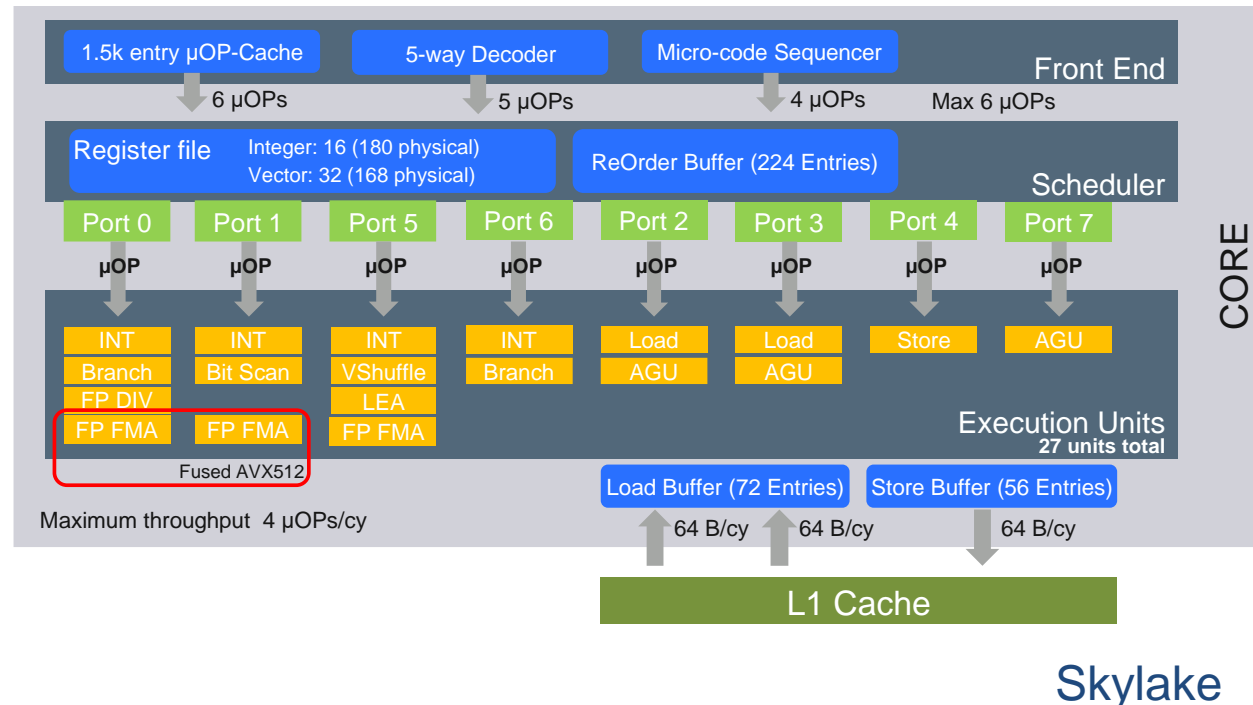 1.5k entry µOP-Cache
5-way Decoder
Micro-code Sequencer
Front End
6 µOPs
5 µOPs
4 µOPs
Max 6 µOPs
Register file
Integer: 16 (180 physical)
Vector: 32 (168 physical)
ReOrder Buffer (224 Entries)
Scheduler
Port 0
Port 1
Port 5
Port 6
Port 2
Port 3
Port 4
Port 7
µOP
µOP
µOP
µOP
µOP
µOP
µOP
µOP
INT
INT
INT
INT
Load
Load
Store
AGU
Branch
Bit Scan
VShuffle
Branch
AGU
AGU
FP DIV
LEA
FP FMA
FP FMA
FP FMA
Execution Units
27 units total
Fused AVX512
Load Buffer (72 Entries)
Store Buffer (56 Entries)
Maximum throughput 4 µOPs/cy
64 B/cy
64 B/cy
64 B/cy
L1 Cache
CORE
Skylake